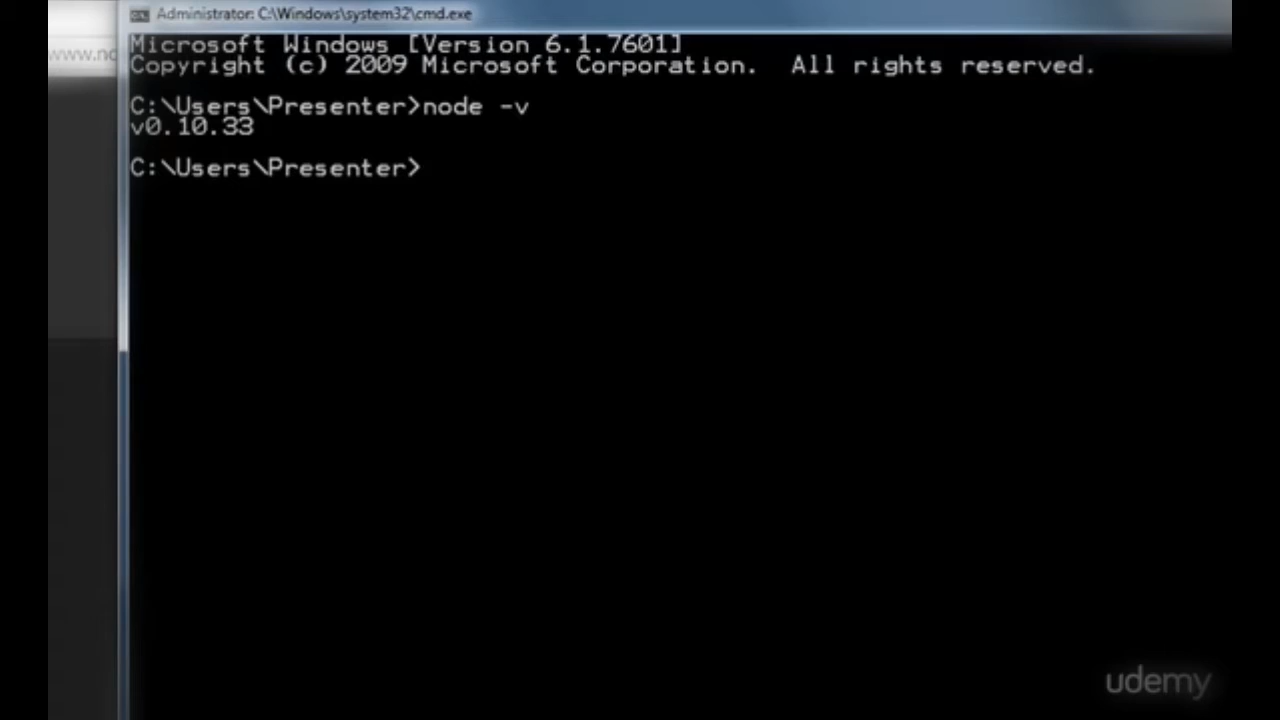 Administrator: C:\Windows\system32\cmd.exe
Microsoft Windows [Version 6.1.7601]
Copyright (c) 2009 Microsoft Corporation.  All rights reserved.
C:\Users\Presenter>node -v
v0.10.33
C:\Users\Presenter>
udemy